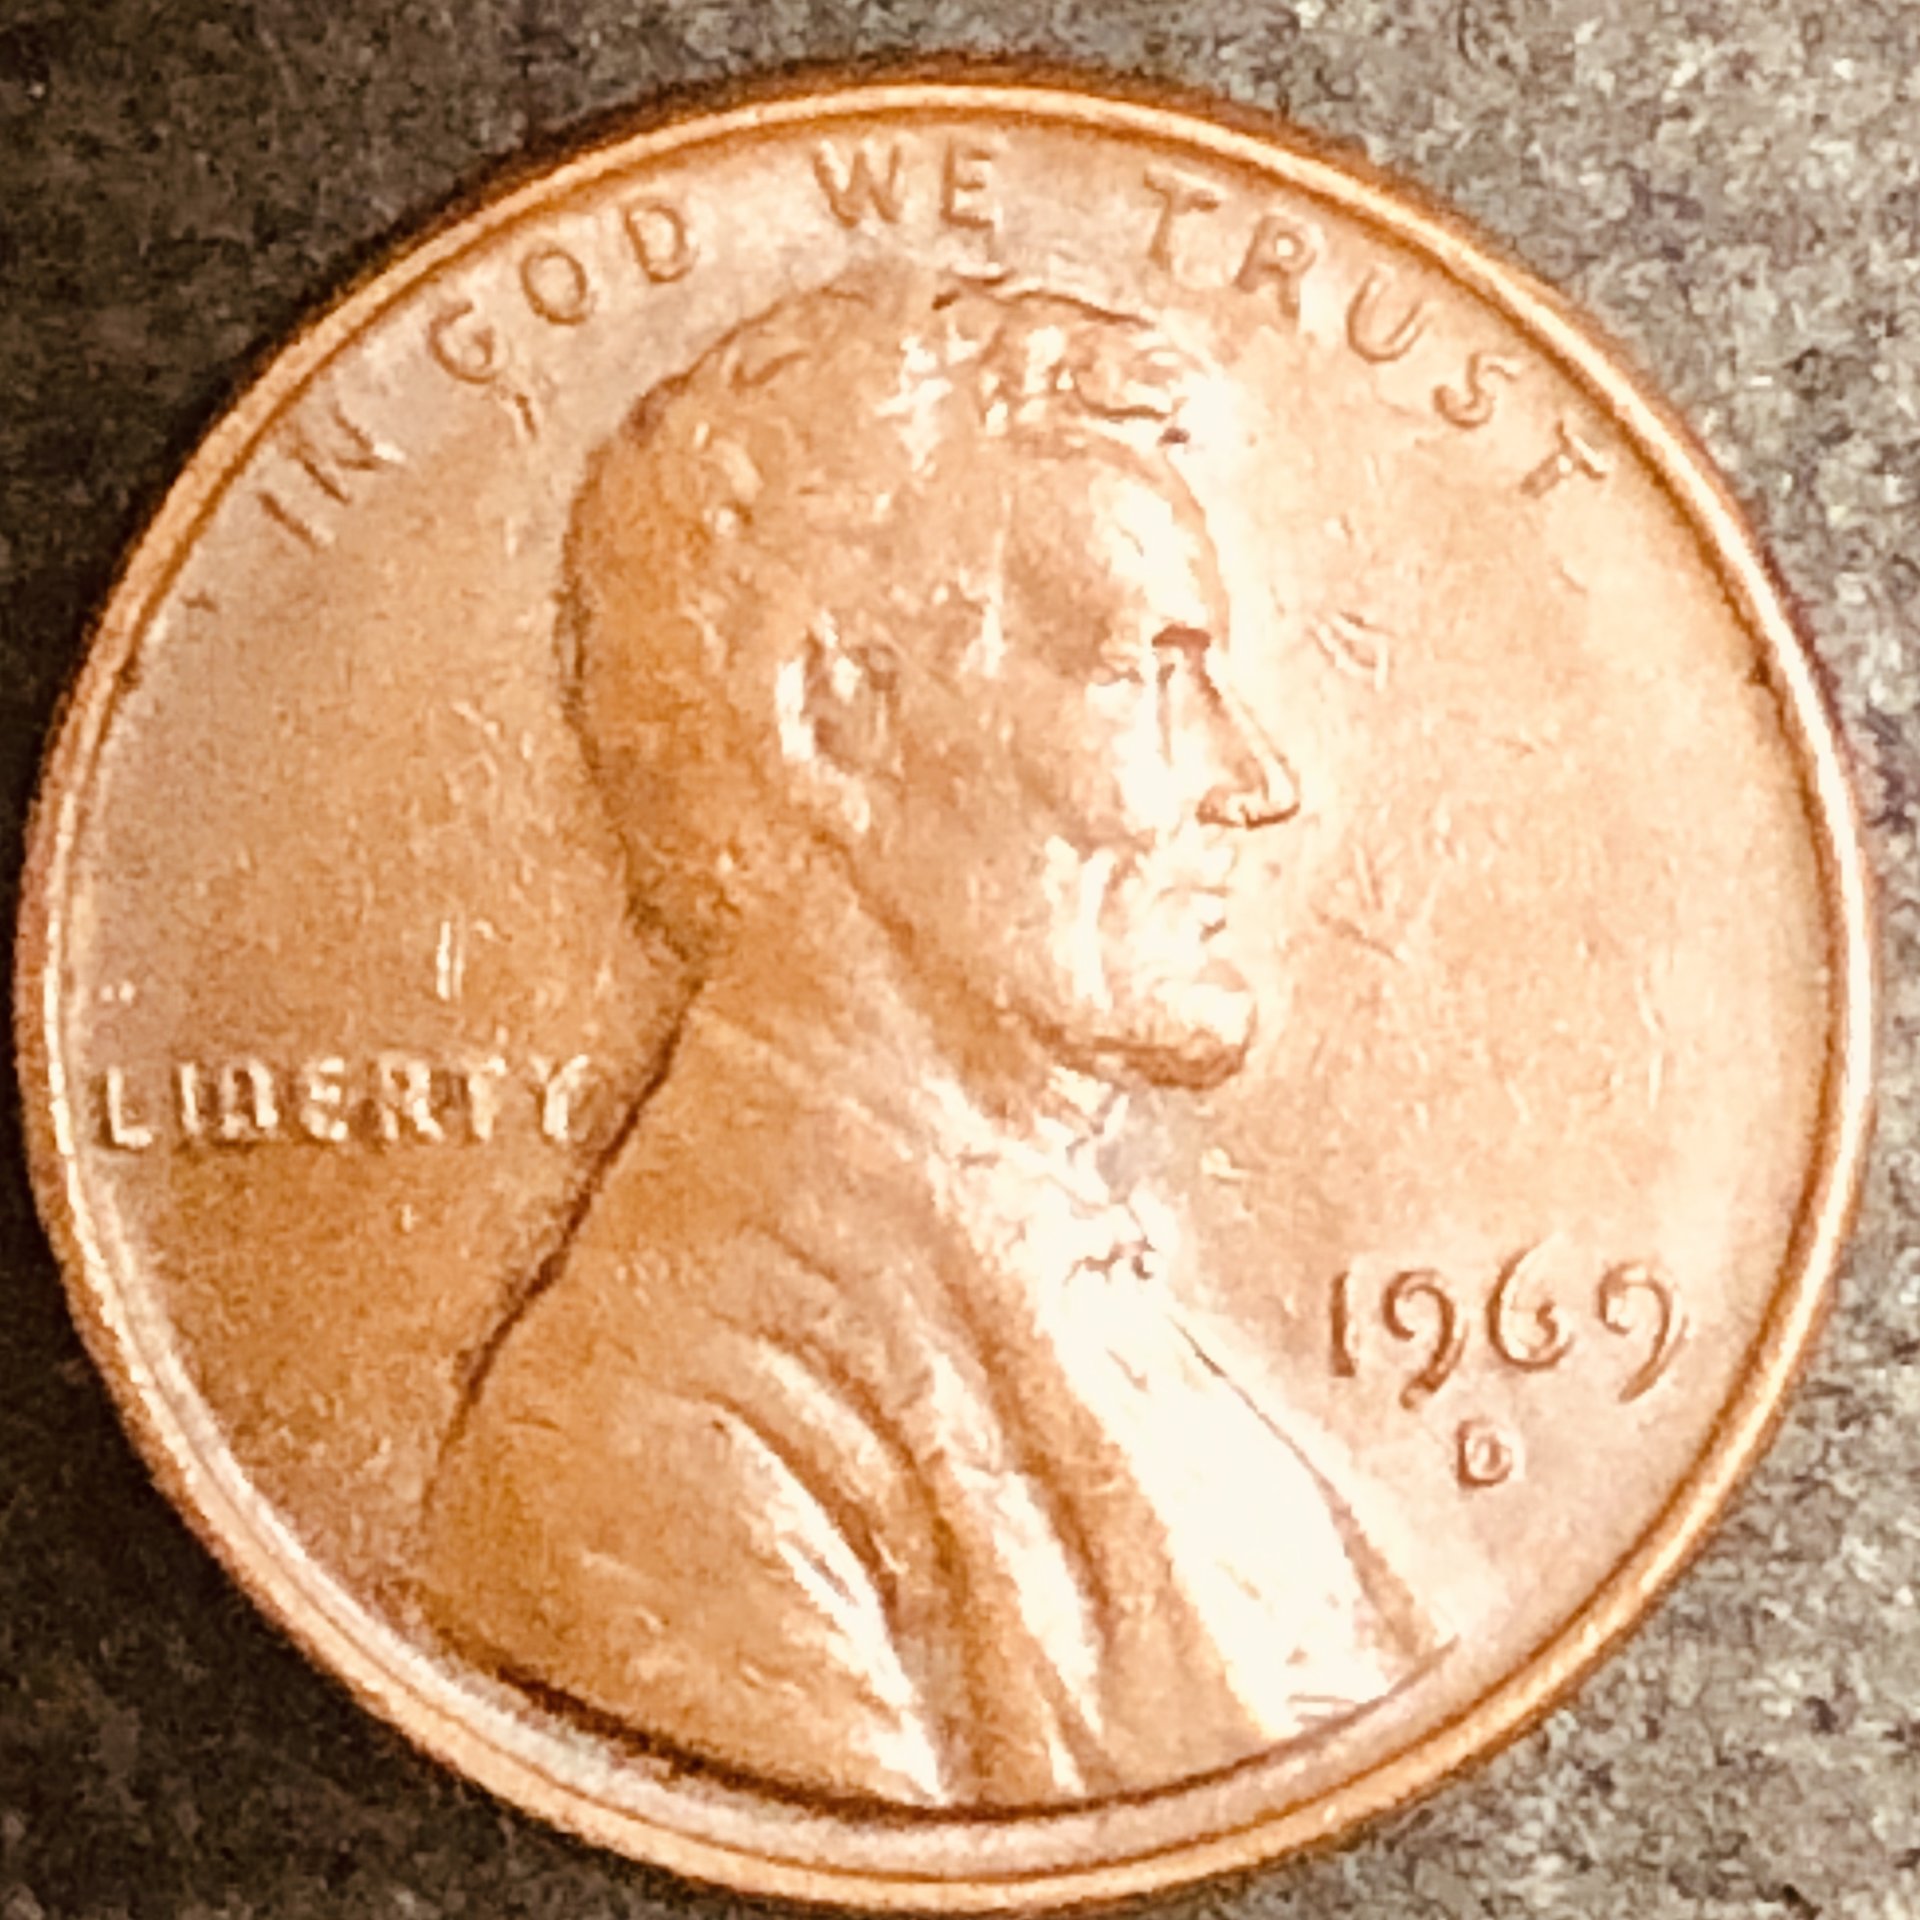 IN GOD WE TRUST
LIBERTY
1969
D